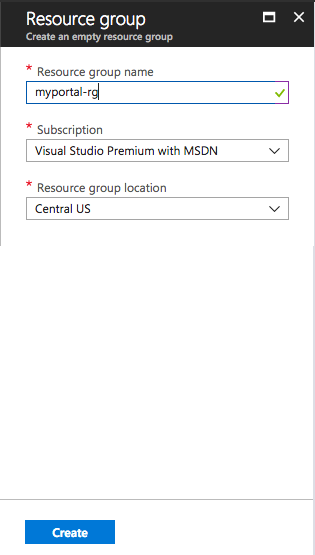 Resource group
Create an empty resource group
* Resource group name
myportal-rg
* Subscription
Visual Studio Premium with MSDN
* Resource group location
Central US
Create